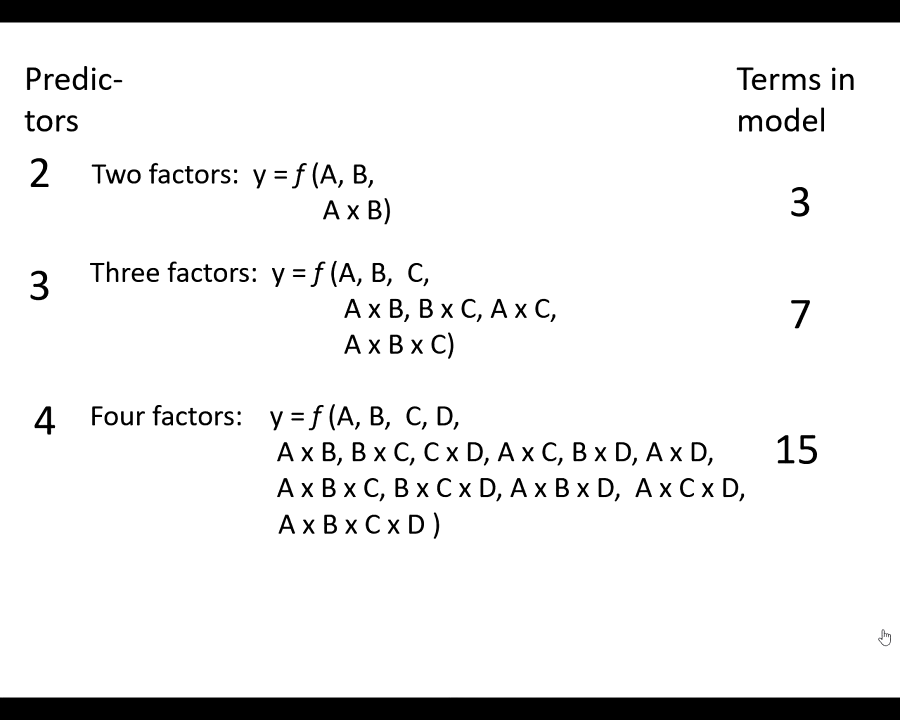 Predic-
tors
Terms in
model
2 Two factors: y = f (A, B,
A x B)
3
3 Three factors: y = f (A, B, C,
A x B, B x C, A x C,
A x B x C)
7
4 Four factors: y = f (A, B, C, D,
A x B, B x C, C x D, A x C, B x D, A x D,
A x B x C, B x C x D, A x B x D, A x C x D,
A x B x C x D )
15